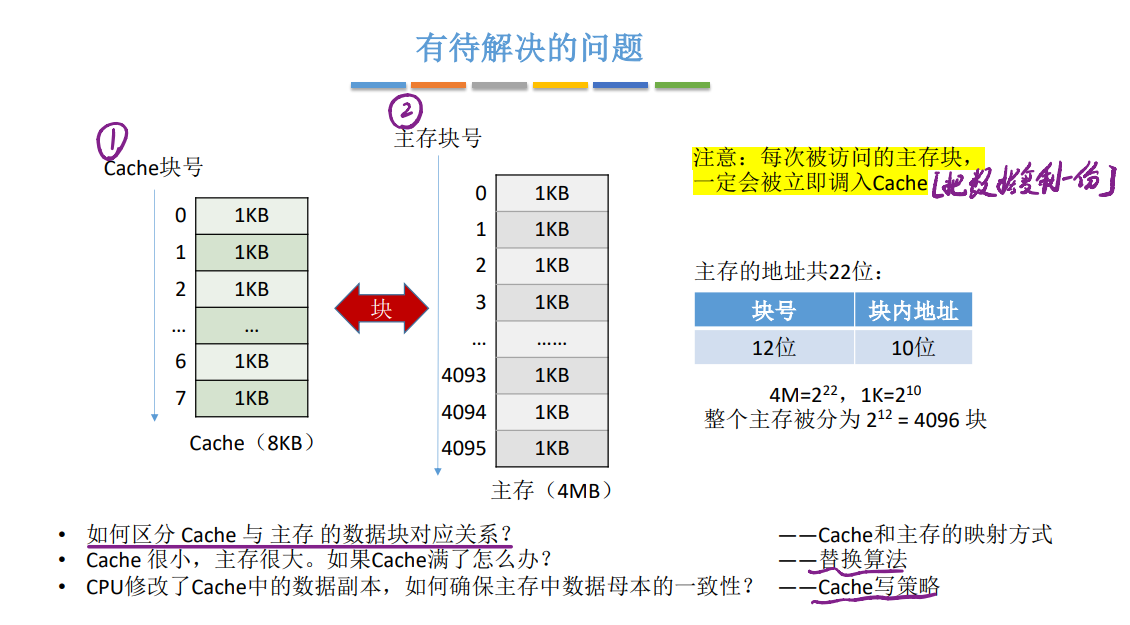 有待解决的问题
①
Cache块号
0 1KB
1 1KB
2 1KB
... ...
6 1KB
7 1KB
Cache（8KB）
块
②
主存块号
0 1KB
1 1KB
2 1KB
3 1KB
... ......
4093 1KB
4094 1KB
4095 1KB
主存（4MB）
注意：每次被访问的主存块，
一定会被立即调入Cache [把数据复制一份]
主存的地址共22位：
块号 块内地址
12位 10位
4M=2²²，1K=2¹⁰
整个主存被分为 2¹² = 4096 块
• 如何区分 Cache 与 主存 的数据块对应关系？ ——Cache和主存的映射方式
• Cache 很小，主存很大。如果Cache满了怎么办？ ——替换算法
• CPU修改了Cache中的数据副本，如何确保主存中数据母本的一致性？ ——Cache写策略